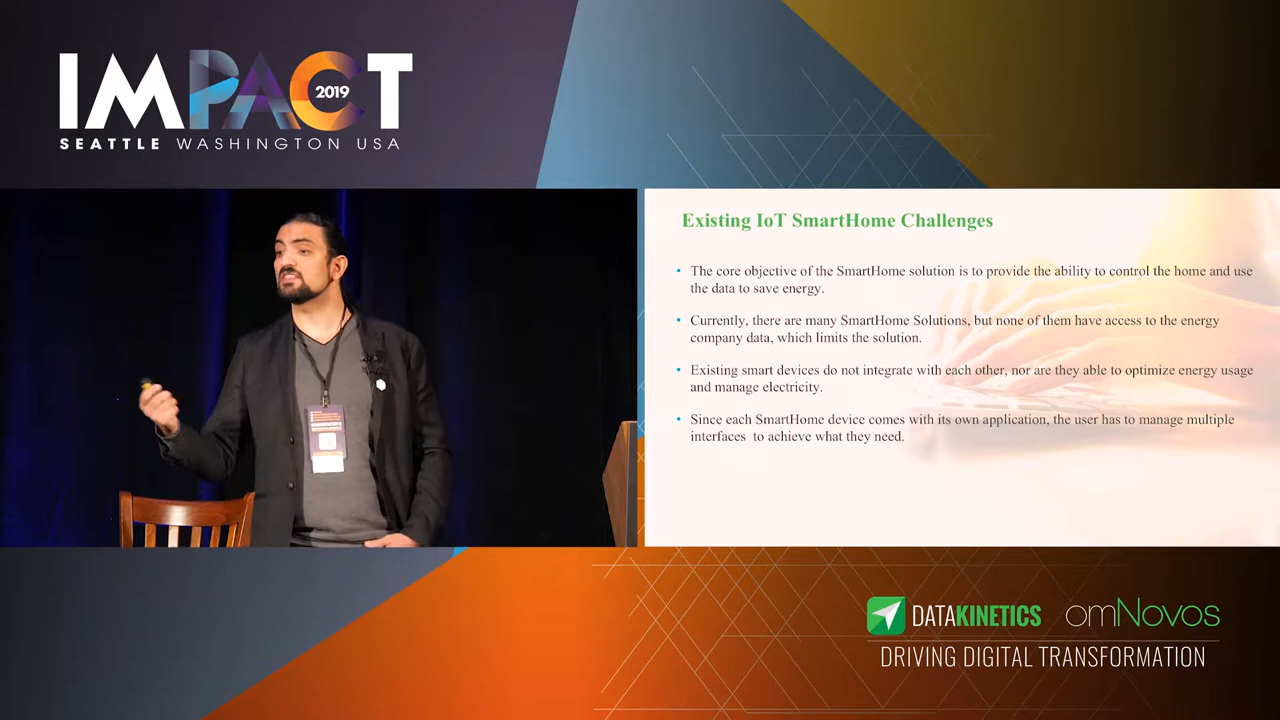 IMPACT
2019
SEATTLE WASHINGTON USA
Existing IoT SmartHome Challenges
• The core objective of the SmartHome solution is to provide the ability to control the home and use
the data to save energy.
• Currently, there are many SmartHome Solutions, but none of them have access to the energy
company data, which limits the solution.
• Existing smart devices do not integrate with each other, nor are they able to optimize energy usage
and manage electricity.
• Since each SmartHome device comes with its own application, the user has to manage multiple
interfaces to achieve what they need.
DATAKINETICS omNovos
DRIVING DIGITAL TRANSFORMATION